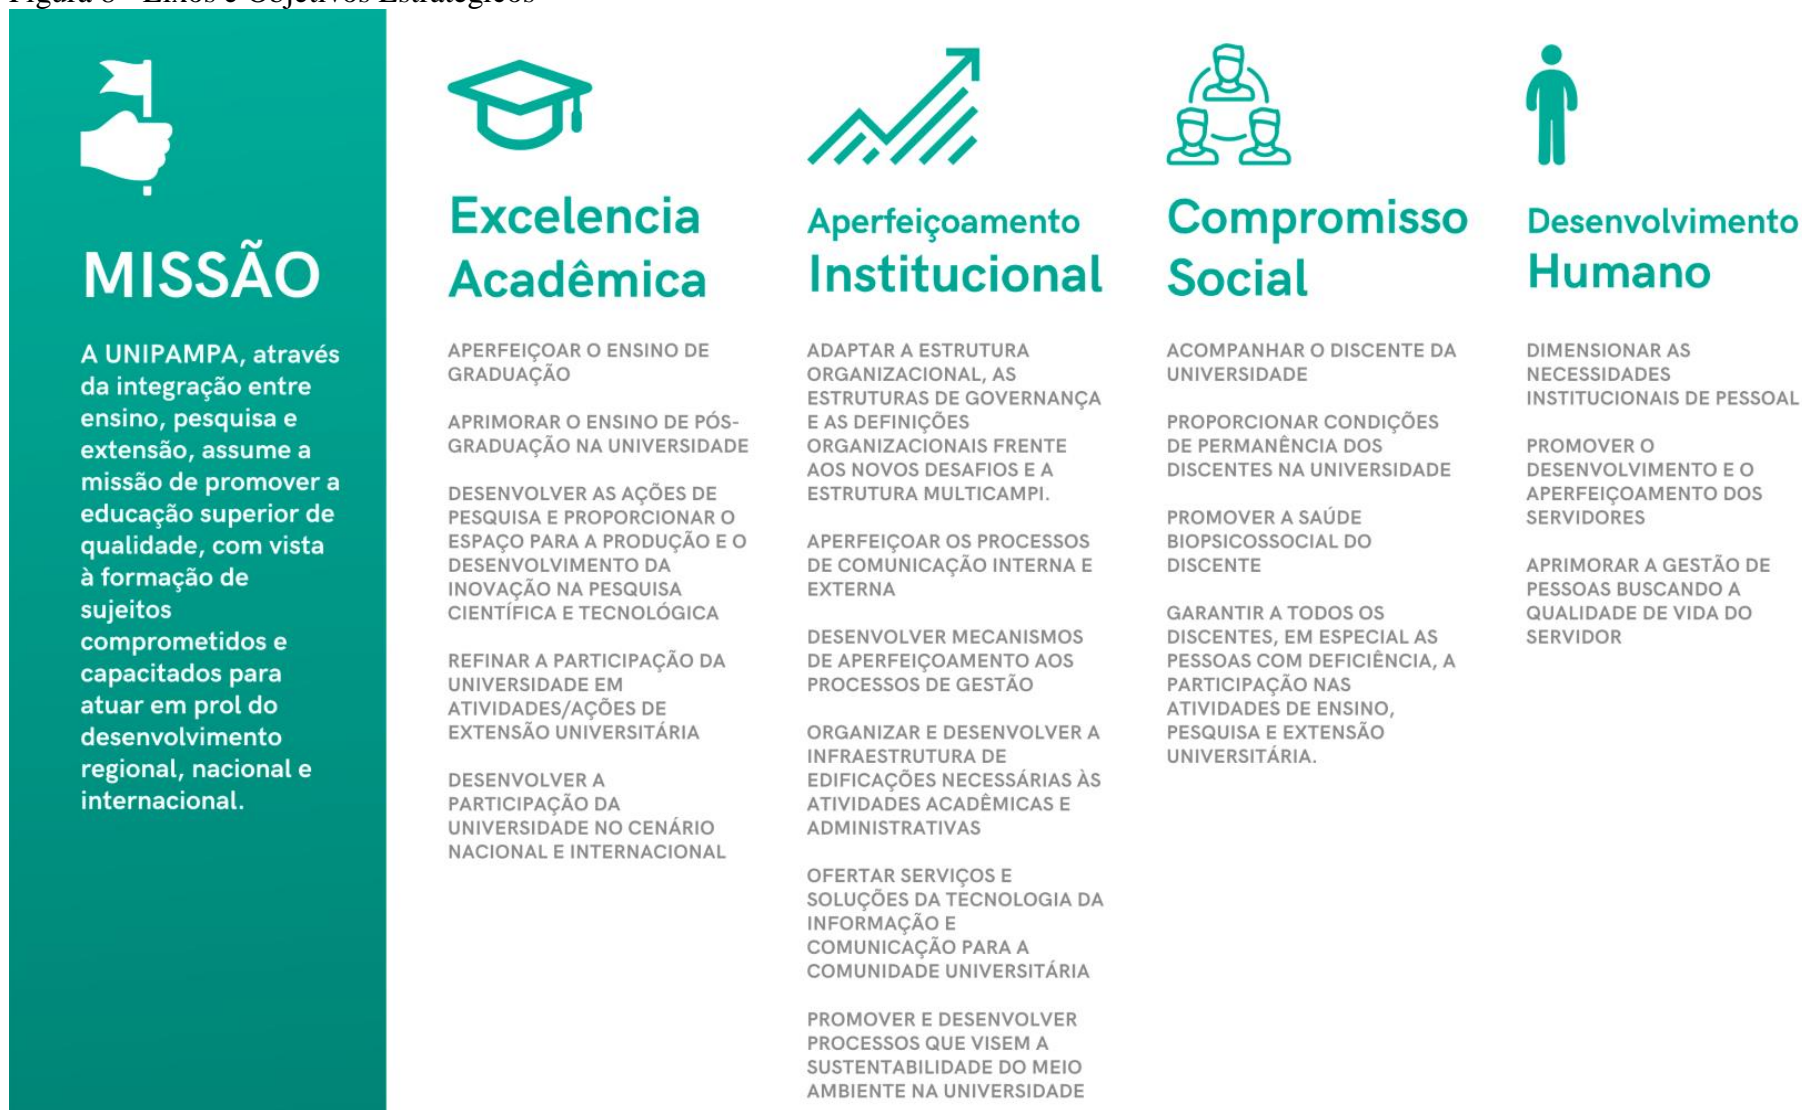 Figura 8 - Eixos e Objetivos Estratégicos
MISSÃO
A UNIPAMPA, através
da integração entre
ensino, pesquisa e
extensão, assume a
missão de promover a
educação superior de
qualidade, com vista
à formação de
sujeitos
comprometidos e
capacitados para
atuar em prol do
desenvolvimento
regional, nacional e
internacional.
Excelencia
Acadêmica
APERFEIÇOAR O ENSINO DE
GRADUAÇÃO
APRIMORAR O ENSINO DE PÓS-
GRADUAÇÃO NA UNIVERSIDADE
DESENVOLVER AS AÇÕES DE
PESQUISA E PROPORCIONAR O
ESPAÇO PARA A PRODUÇÃO E O
DESENVOLVIMENTO DA
INOVAÇÃO NA PESQUISA
CIENTÍFICA E TECNOLÓGICA
REFINAR A PARTICIPAÇÃO DA
UNIVERSIDADE EM
ATIVIDADES/AÇÕES DE
EXTENSÃO UNIVERSITÁRIA
DESENVOLVER A
PARTICIPAÇÃO DA
UNIVERSIDADE NO CENÁRIO
NACIONAL E INTERNACIONAL
Aperfeiçoamento
Institucional
ADAPTAR A ESTRUTURA
ORGANIZACIONAL, AS
ESTRUTURAS DE GOVERNANÇA
E AS DEFINIÇÕES
ORGANIZACIONAIS FRENTE
AOS NOVOS DESAFIOS E A
ESTRUTURA MULTICAMPI.
APERFEIÇOAR OS PROCESSOS
DE COMUNICAÇÃO INTERNA E
EXTERNA
DESENVOLVER MECANISMOS
DE APERFEIÇOAMENTO AOS
PROCESSOS DE GESTÃO
ORGANIZAR E DESENVOLVER A
INFRAESTRUTURA DE
EDIFICAÇÕES NECESSÁRIAS ÀS
ATIVIDADES ACADÊMICAS E
ADMINISTRATIVAS
OFERTAR SERVIÇOS E
SOLUÇÕES DA TECNOLOGIA DA
INFORMAÇÃO E
COMUNICAÇÃO PARA A
COMUNIDADE UNIVERSITÁRIA
PROMOVER E DESENVOLVER
PROCESSOS QUE VISEM A
SUSTENTABILIDADE DO MEIO
AMBIENTE NA UNIVERSIDADE
Compromisso
Social
ACOMPANHAR O DISCENTE DA
UNIVERSIDADE
PROPORCIONAR CONDIÇÕES
DE PERMANÊNCIA DOS
DISCENTES NA UNIVERSIDADE
PROMOVER A SAÚDE
BIOPSICOSSOCIAL DO
DISCENTE
GARANTIR A TODOS OS
DISCENTES, EM ESPECIAL AS
PESSOAS COM DEFICIÊNCIA, A
PARTICIPAÇÃO NAS
ATIVIDADES DE ENSINO,
PESQUISA E EXTENSÃO
UNIVERSITÁRIA.
Desenvolvimento
Humano
DIMENSIONAR AS
NECESSIDADES
INSTITUCIONAIS DE PESSOAL
PROMOVER O
DESENVOLVIMENTO E O
APERFEIÇOAMENTO DOS
SERVIDORES
APRIMORAR A GESTÃO DE
PESSOAS BUSCANDO A
QUALIDADE DE VIDA DO
SERVIDOR